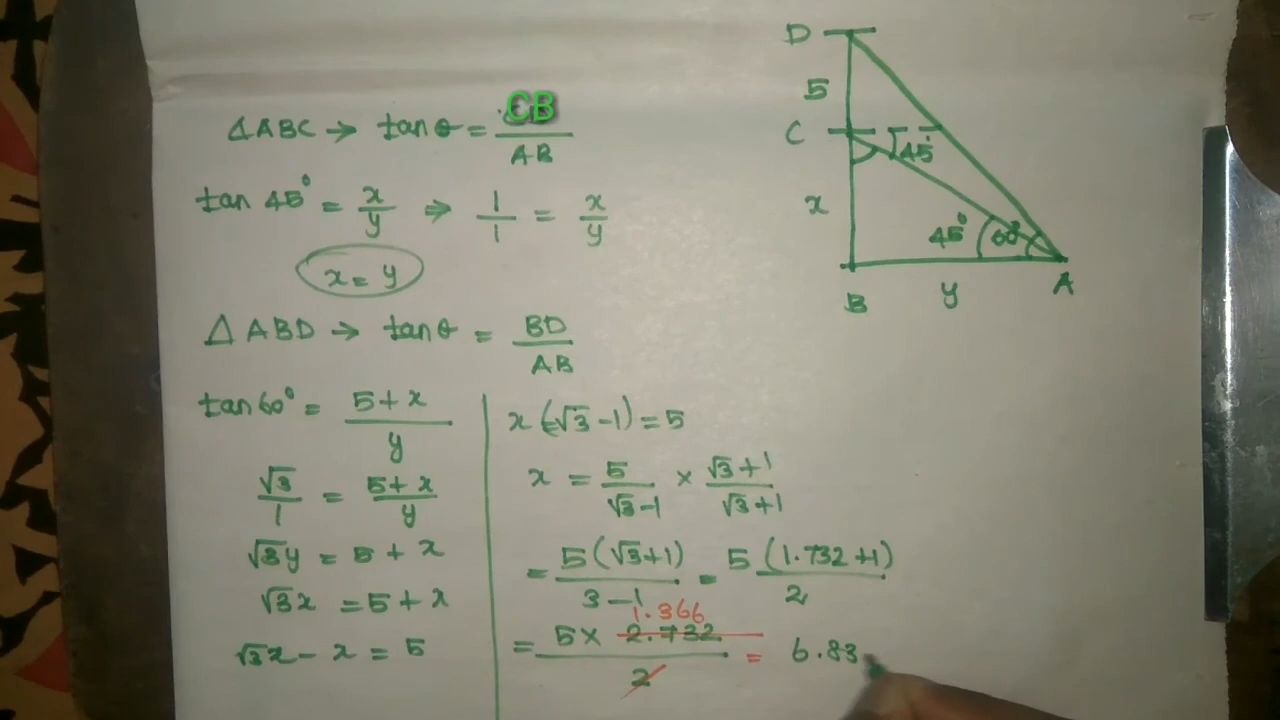 △ABC → tan θ = CB / AB
tan 45° = x/y ⇒ 1/1 = x/y
x = y
△ABD → tan θ = BD / AB
tan 60° = 5+x / y
√3/1 = 5+x / y
√3y = 5 + x
√3x = 5 + x
√3x - x = 5
x(√3-1) = 5
x = 5/√3-1 × √3+1/√3+1
= 5(√3+1) / 3-1 = 5(1.732+1) / 2
1.366
= 5 × 2.732 / 2 = 6.83
D
5
C
45
x
45°
60°
B
y
A